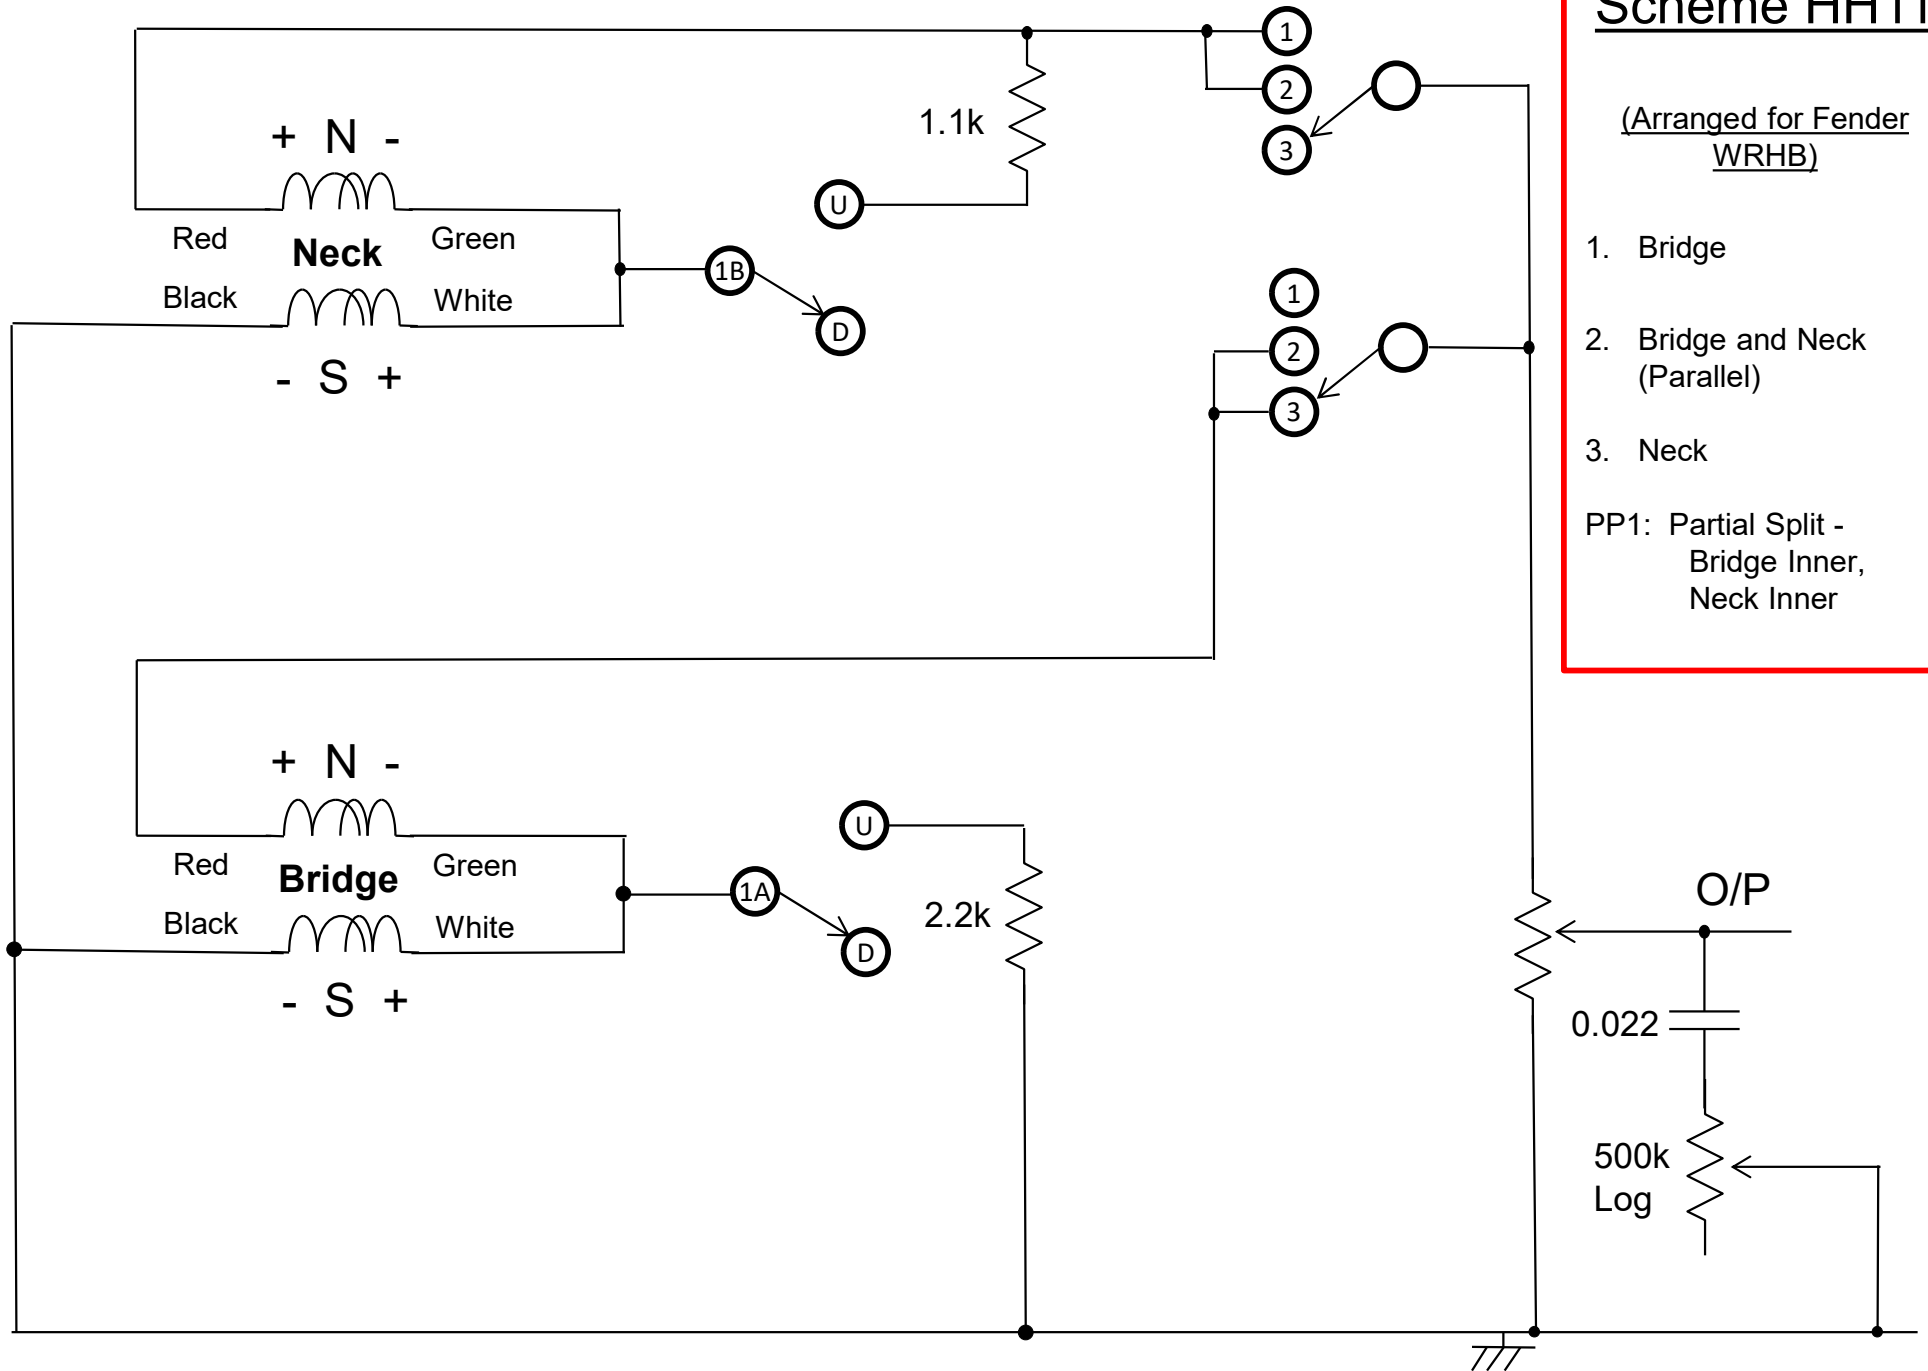 Scheme
(Arranged for Fender
WRHB)
1. Bridge
2. Bridge and Neck
(Parallel)
3. Neck
PP1: Partial Split -
Bridge Inner,
Neck Inner
1
2
3
1.1k
U
+ N -
Red
Neck
Green
1B
Black
White
D
- S +
1
2
3
+ N -
Red
Bridge
Green
U
1A
2.2k
Black
White
D
- S +
O/P
0.022
500k
Log